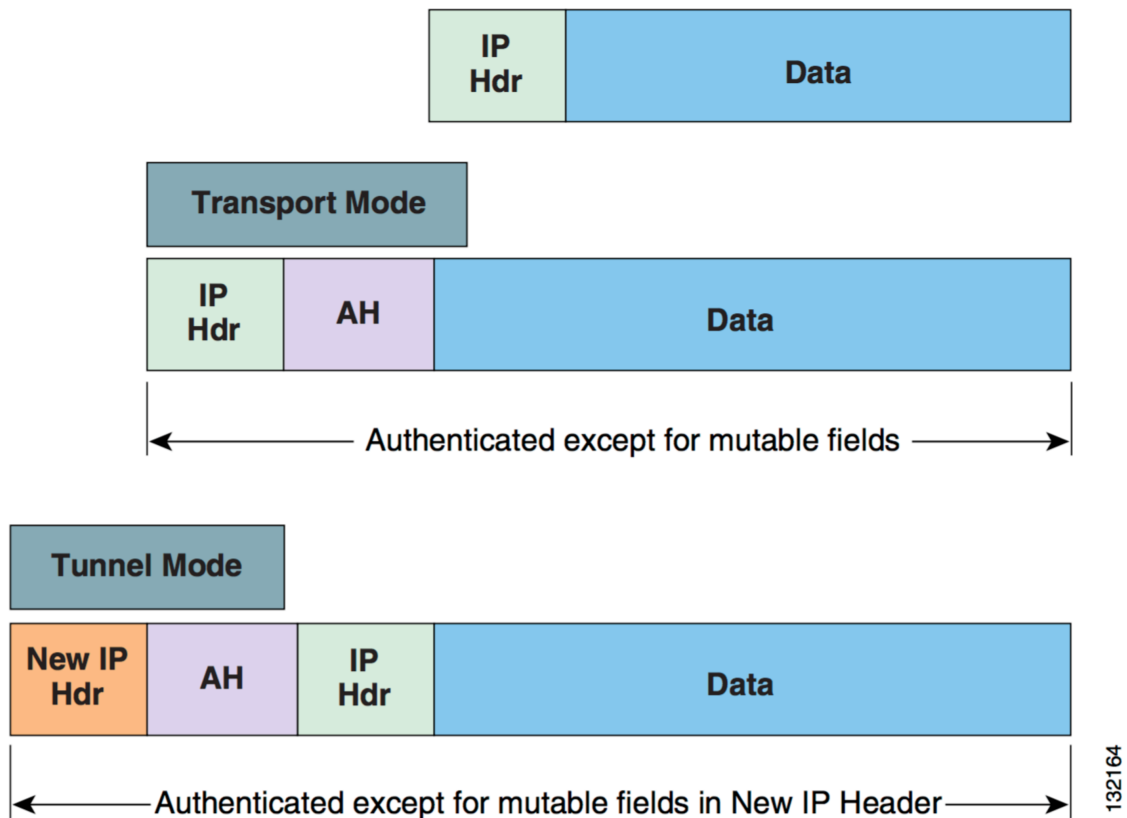 IP
Hdr
Data
Transport Mode
IP
Hdr
AH
Data
Authenticated except for mutable fields
Tunnel Mode
New IP
Hdr
AH
IP
Hdr
Data
Authenticated except for mutable fields in New IP Header
132164